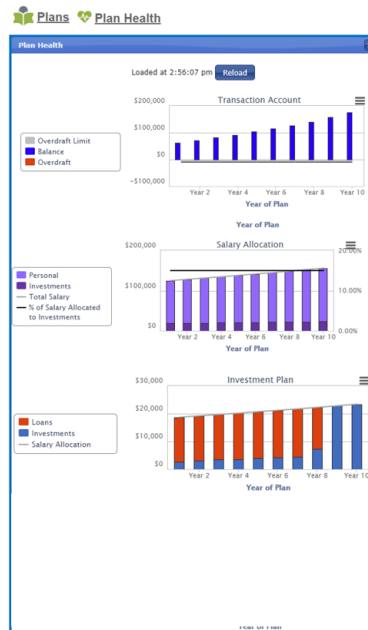 Plans Plan Health
Plan Health
Loaded at 2:56:07 pm Reload
Transaction Account
$200,000
$100,000
$0
−$100,000
Overdraft Limit
Balance
Overdraft
Year 2 Year 4 Year 6 Year 8 Year 10
Year of Plan
Year of Plan
Salary Allocation
$200,000
$100,000
$0
20.00%
10.00%
0.00%
Personal
Investments
Total Salary
% of Salary Allocated
to Investments
Year 2 Year 4 Year 6 Year 8 Year 10
Year of Plan
Investment Plan
$30,000
$20,000
$10,000
$0
Loans
Investments
Salary Allocation
Year 2 Year 4 Year 6 Year 8 Year 10
Year of Plan